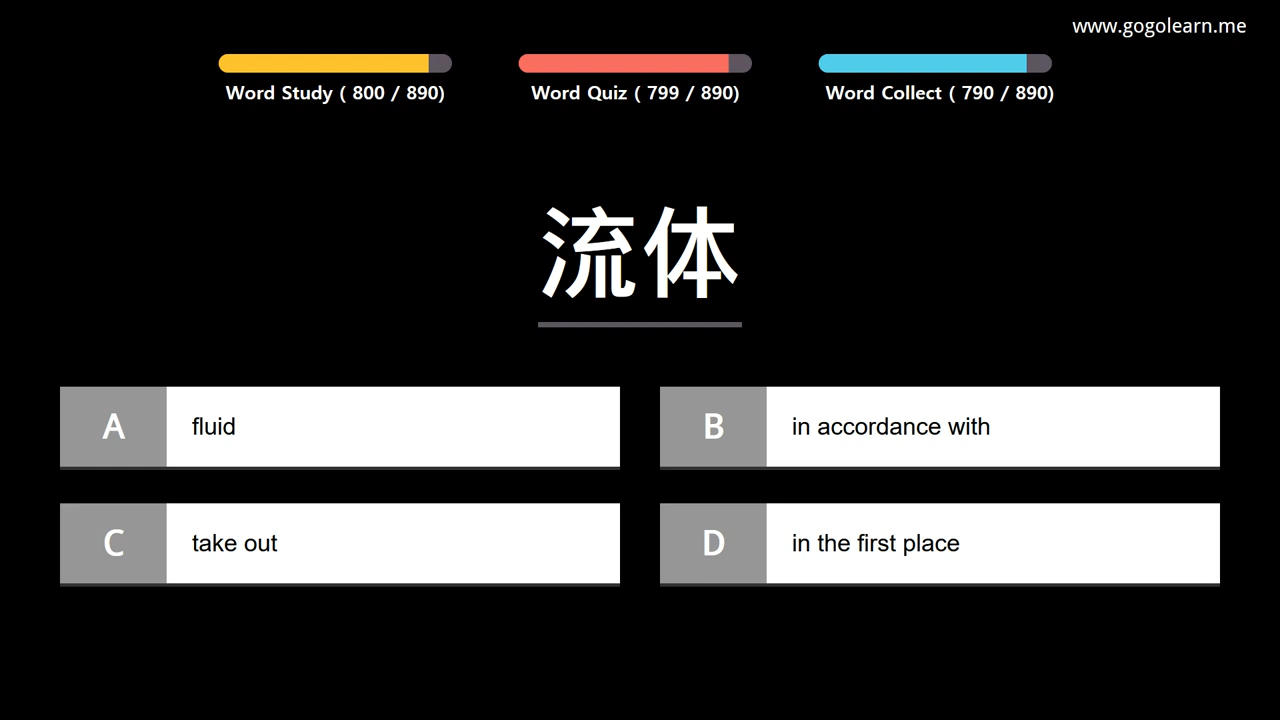 www.gogolearn.me
Word Study ( 800 / 890)
Word Quiz ( 799 / 890)
Word Collect ( 790 / 890)
流体
A fluid
B in accordance with
C take out
D in the first place